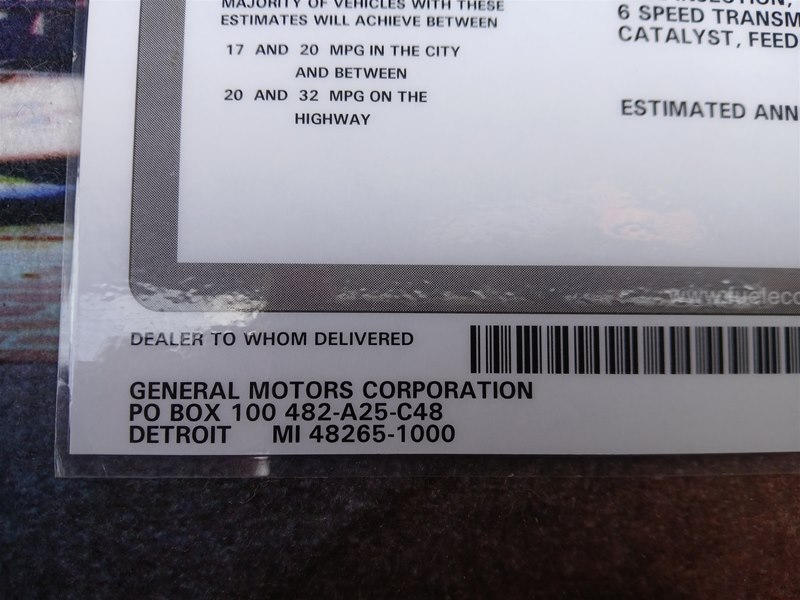 MAJORITY OF VEHICLES WITH THESE
ESTIMATES WILL ACHIEVE BETWEEN
17 AND 20 MPG IN THE CITY
AND BETWEEN
20 AND 32 MPG ON THE
HIGHWAY
6 SPEED TRANSM
CATALYST, FEED
ESTIMATED ANN
www.fueleco
DEALER TO WHOM DELIVERED
GENERAL MOTORS CORPORATION
PO BOX 100 482-A25-C48
DETROIT MI 48265-1000